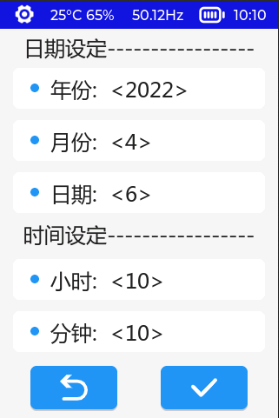 25°C 65% 50.12Hz 10:10
日期设定-----------------
年份: <2022>
月份: <4>
日期: <6>
时间设定-----------------
小时: <10>
分钟: <10>